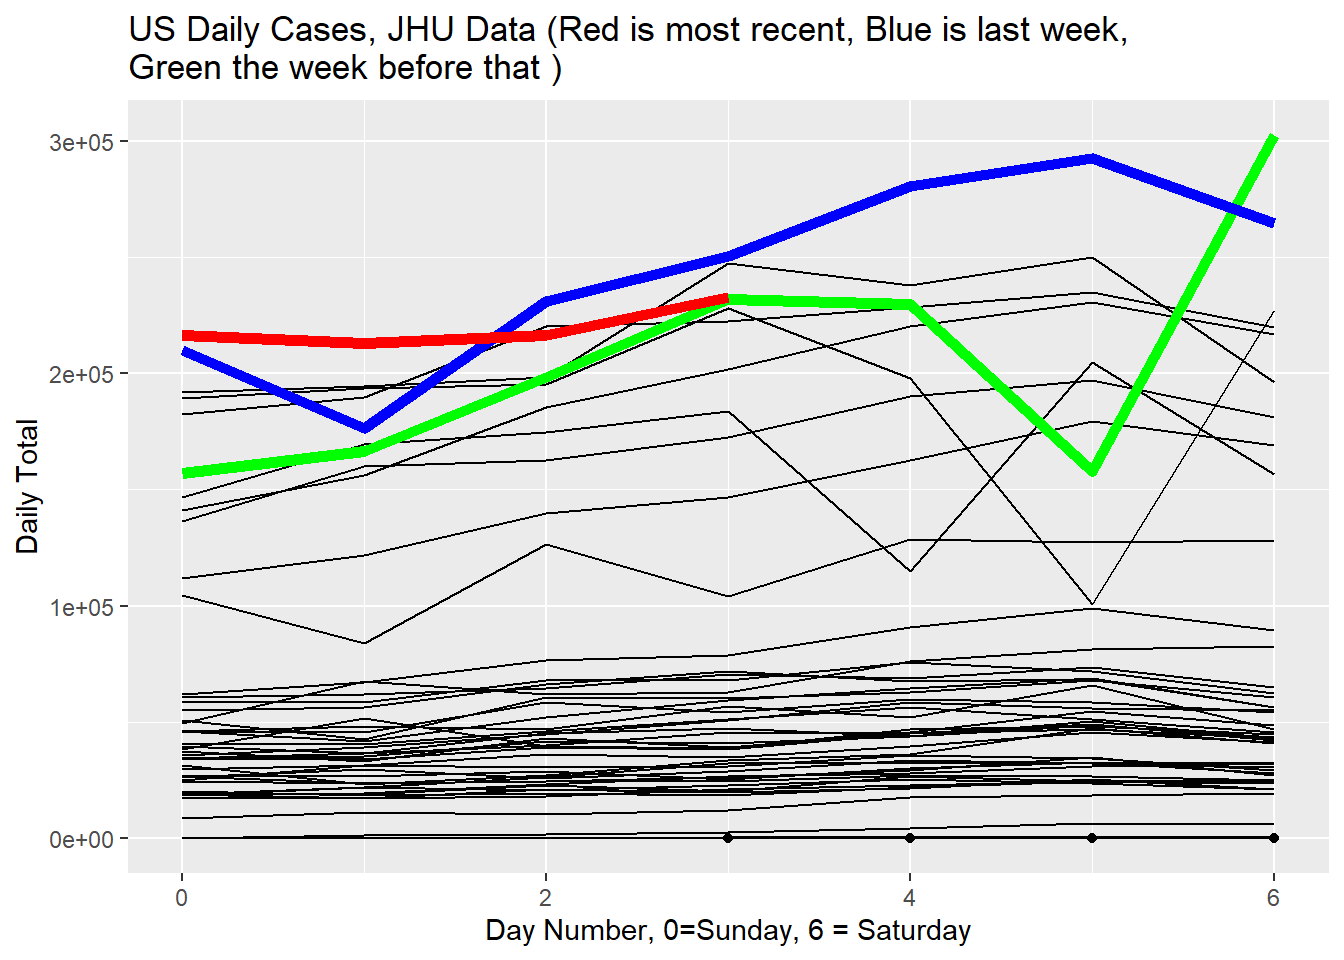 US Daily Cases, JHU Data (Red is most recent, Blue is last week,
Green the week before that )
3e+05
2e+05
1e+05
0e+00
Daily Total
0
2
4
6
Day Number, 0=Sunday, 6 = Saturday